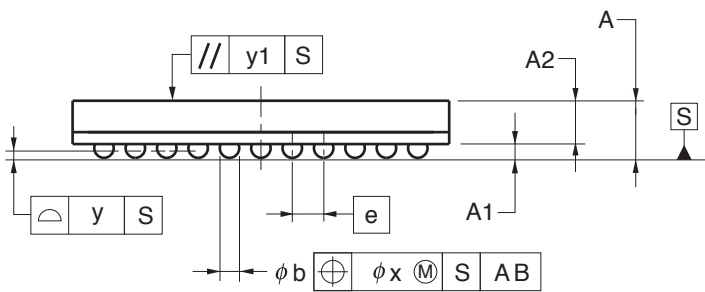 A
A2
// y1 S
S
y S
e
A1
φb ⌖ φx Ⓜ S AB